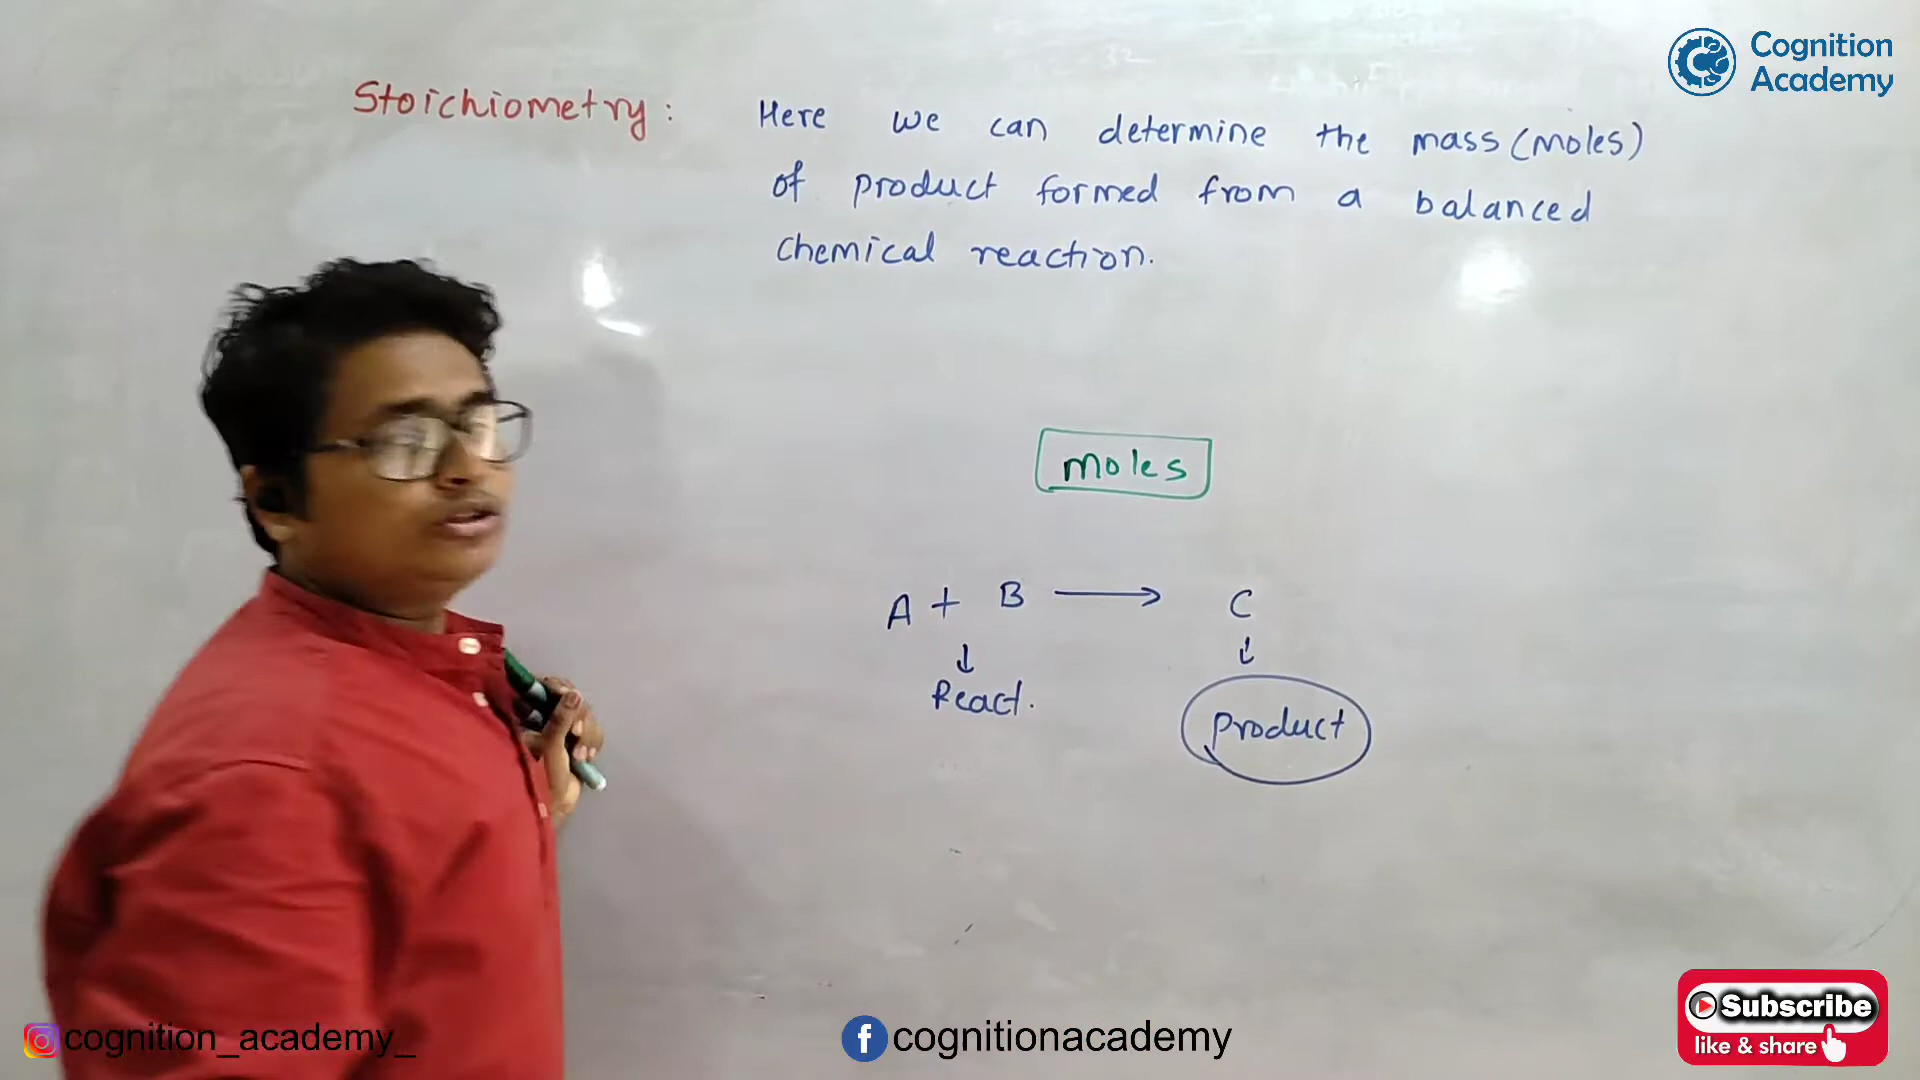 Cognition
Academy
Stoichiometry: Here we can determine the mass (moles)
of product formed from a balanced
chemical reaction.
moles
A + B → C
↓ ↓
React. product
cognition_academy_
cognitionacademy
Subscribe
like & share